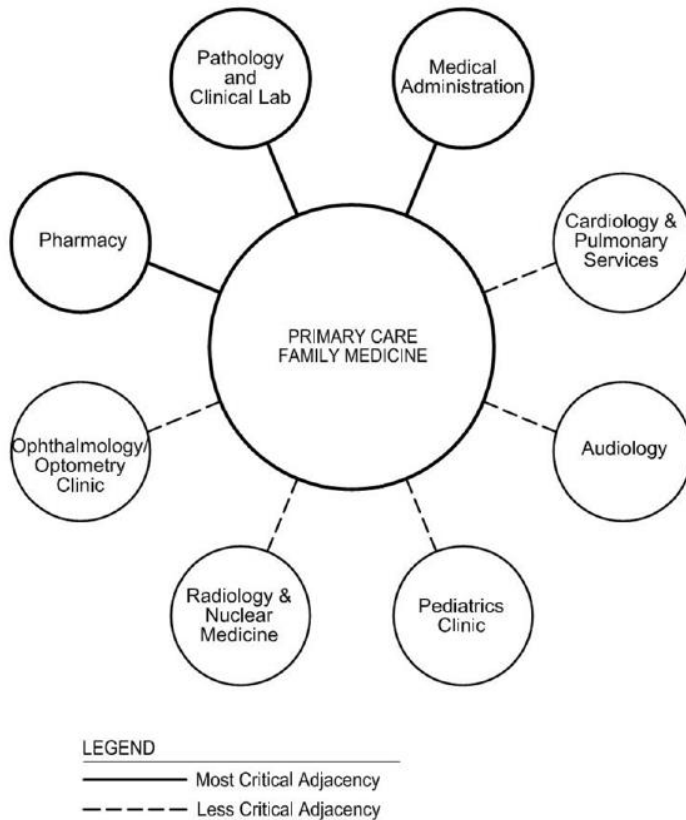 Pathology
and
Clinical Lab
Medical
Administration
Pharmacy
Cardiology &
Pulmonary
Services
PRIMARY CARE
FAMILY MEDICINE
Ophthalmology/
Optometry
Clinic
Audiology
Radiology &
Nuclear
Medicine
Pediatrics
Clinic
LEGEND
Most Critical Adjacency
Less Critical Adjacency